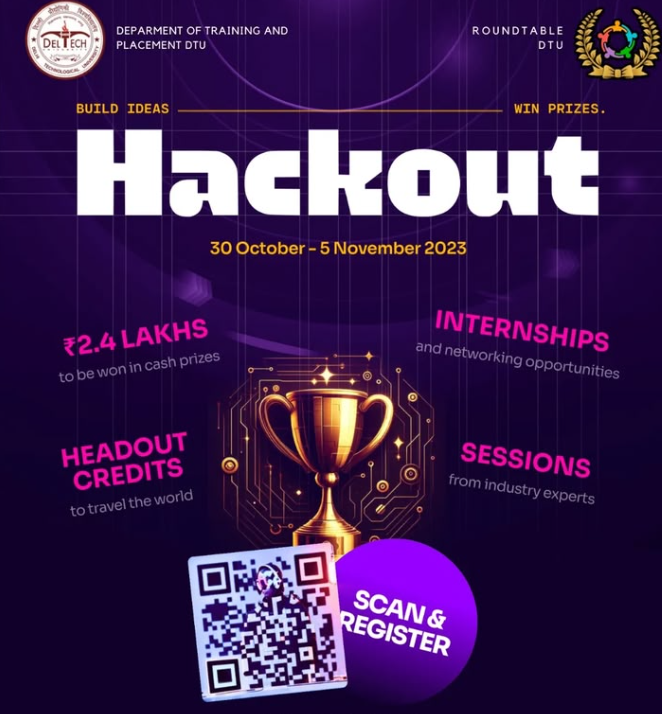 DEPARMENT OF TRAINING AND
PLACEMENT DTU
ROUNDTABLE
DTU
DELTECH
BUILD IDEAS
WIN PRIZES.
Hackout
30 October - 5 November 2023
₹2.4 LAKHS
to be won in cash prizes
INTERNSHIPS
and networking opportunities
HEADOUT
CREDITS
to travel the world
SESSIONS
from industry experts
SCAN &
REGISTER